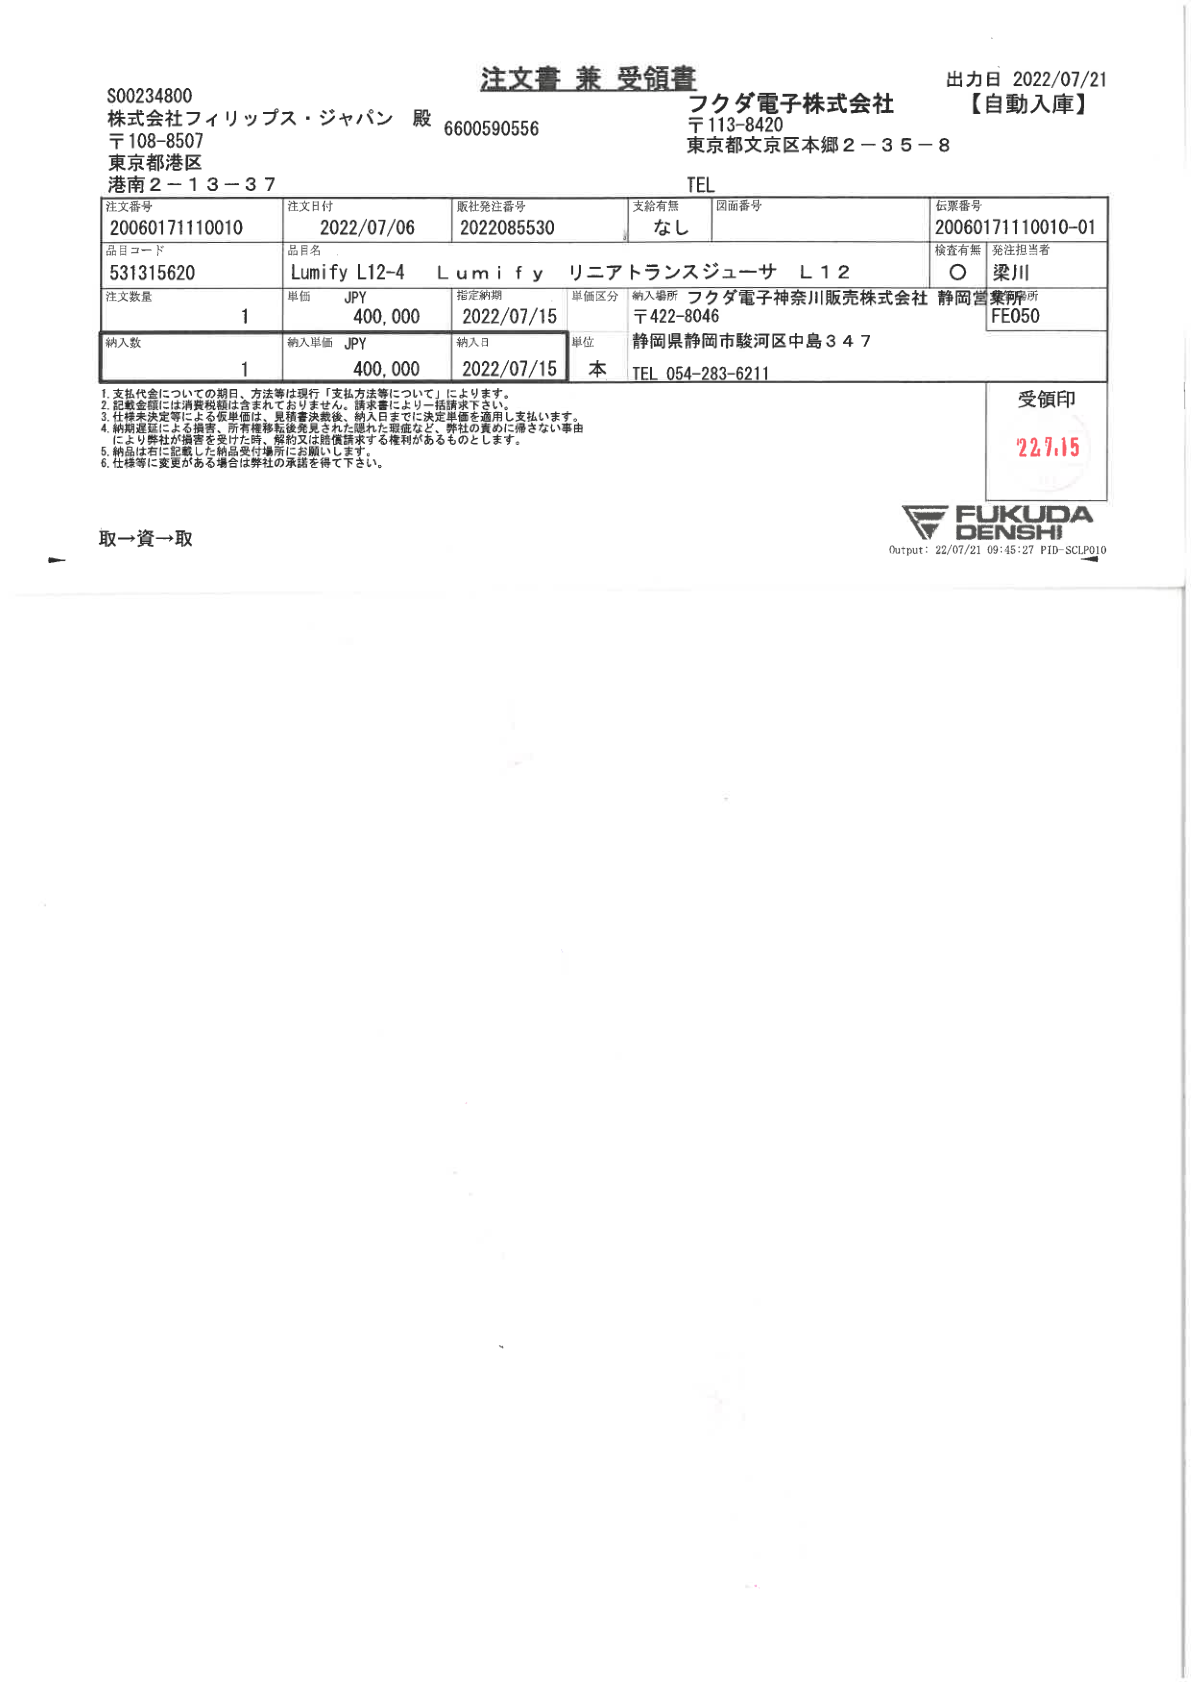 注文書 兼 受領書
出力日 2022/07/21
S00234800
フクダ電子株式会社 【自動入庫】
株式会社フィリップス・ジャパン 殿 6600590556
〒113-8420
〒108-8507
東京都文京区本郷２－３５－８
東京都港区
港南２－１３－３７
TEL
注文番号 注文日付 販社発注番号 支給有無 図面番号 伝票番号
20060171110010 2022/07/06 2022085530 なし 20060171110010-01
品目コード 品目名 検査有無 発注担当者
531315620 Lumify L12-4 Ｌｕｍｉｆｙ リニアトランスジューサ Ｌ１２ ○ 梁川
注文数量 単価 JPY 指定納期 単価区分 納入場所 フクダ電子神奈川販売株式会社 静岡営業所
1 400,000 2022/07/15 〒422-8046 FE050
納入数 納入単価 JPY 納入日 単位 静岡県静岡市駿河区中島３４７
1 400,000 2022/07/15 本 TEL 054-283-6211
1. 支払代金についての期日、方法等は現行「支払方法等について」によります。
2. 記載金額には消費税額は含まれておりません。請求書により一括請求下さい。
3. 仕様未決定等による仮単価は、見積書決裁後、納入日までに決定単価を適用し支払います。
4. 納期遅延による損害、所有権移転後発見された隠れた瑕疵など、弊社の責めに帰さない事由
により弊社が損害を受けた時、解約又は賠償請求する権利があるものとします。
5. 納品は右に記載した納品受付場所にお願いします。
6. 仕様等に変更がある場合は弊社の承諾を得て下さい。
受領印
'22.7.15
取→資→取
FUKUDA
DENSHI
Output: 22/07/21 09:45:27 PID-SCLP010